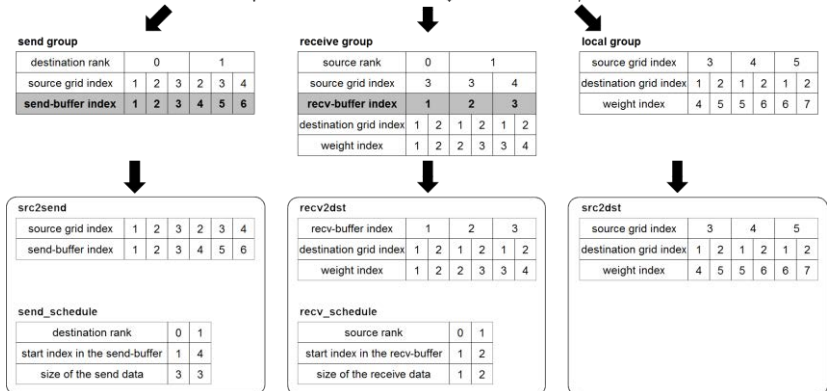 send group
destination rank 0 1
source grid index 1 2 3 2 3 4
send-buffer index 1 2 3 4 5 6
receive group
source rank 0 1
source grid index 3 3 4
recv-buffer index 1 2 3
destination grid index 1 2 1 2 1 2
weight index 1 2 2 3 3 4
local group
source grid index 3 4 5
destination grid index 1 2 1 2 1 2
weight index 4 5 5 6 6 7
src2send
source grid index 1 2 3 2 3 4
send-buffer index 1 2 3 4 5 6
send_schedule
destination rank 0 1
start index in the send-buffer 1 4
size of the send data 3 3
recv2dst
recv-buffer index 1 2 3
destination grid index 1 2 1 2 1 2
weight index 1 2 2 3 3 4
recv_schedule
source rank 0 1
start index in the recv-buffer 1 2
size of the receive data 1 2
src2dst
source grid index 3 4 5
destination grid index 1 2 1 2 1 2
weight index 4 5 5 6 6 7